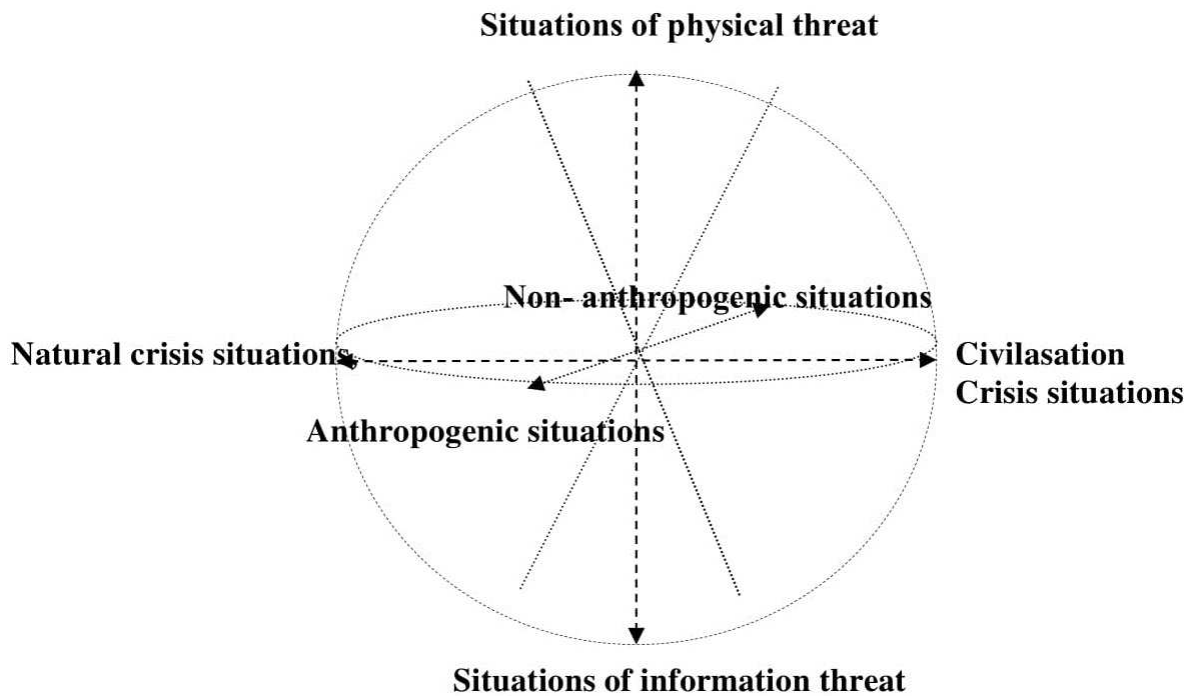 Situations of physical threat
Non- anthropogenic situations
Natural crisis situations
Civilasation
Crisis situations
Anthropogenic situations
Situations of information threat